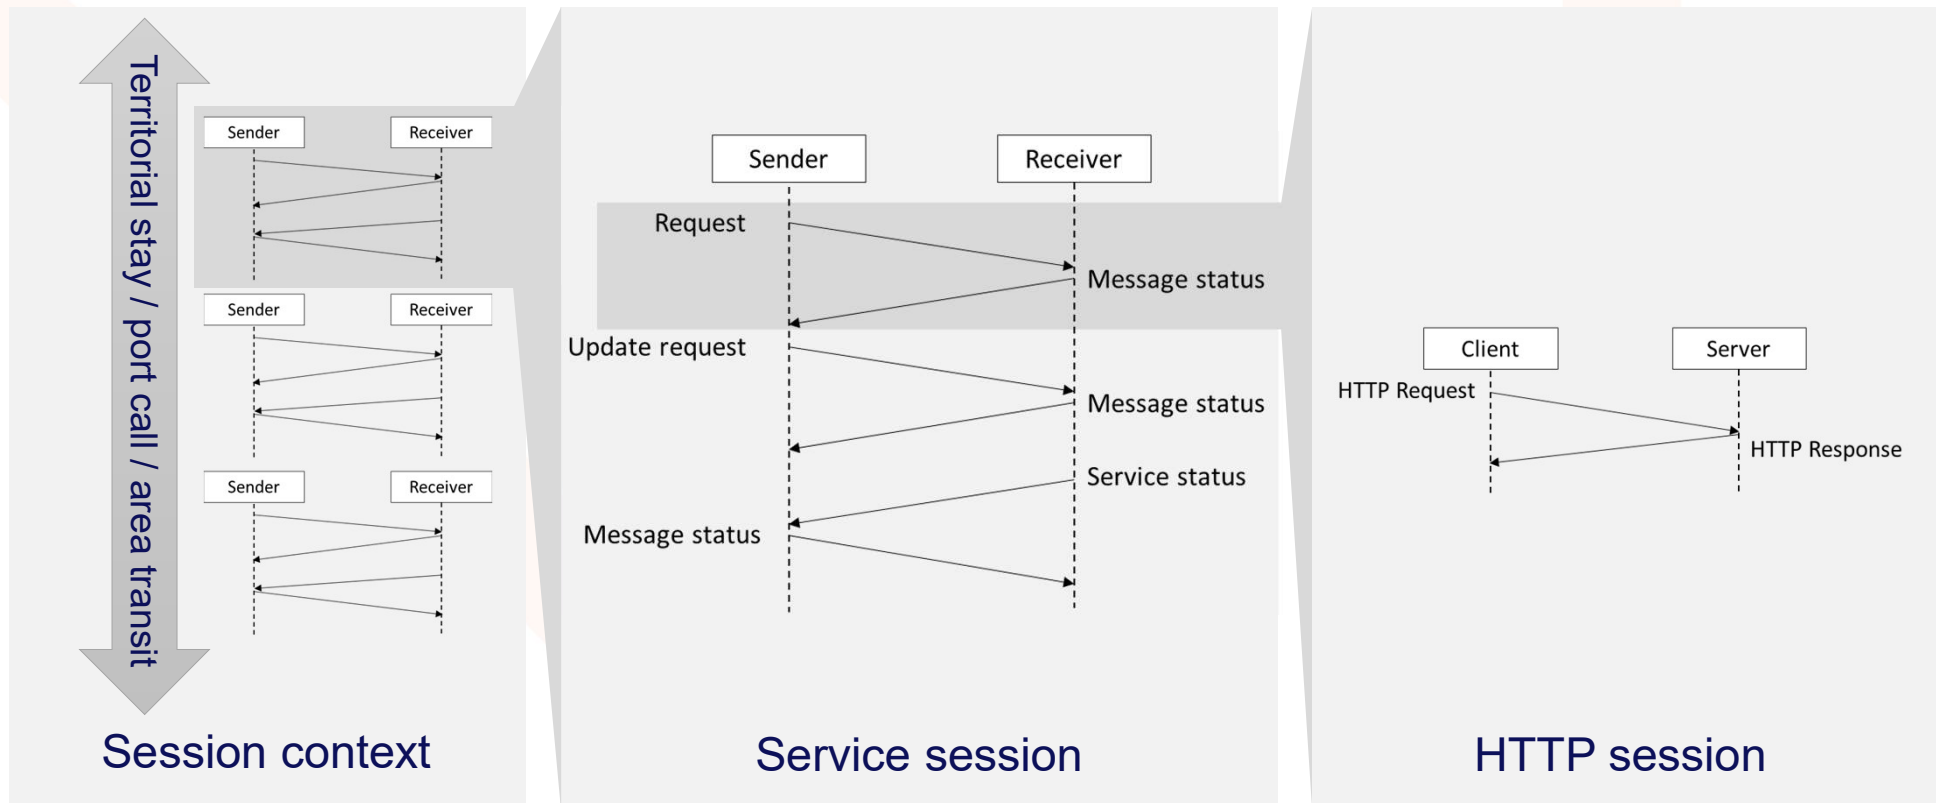 Territorial stay / port call / area transit
Sender
Receiver
Sender
Receiver
Sender
Receiver
Session context
Sender
Receiver
Request
Message status
Update request
Message status
Service status
Message status
Service session
Client
Server
HTTP Request
HTTP Response
HTTP session